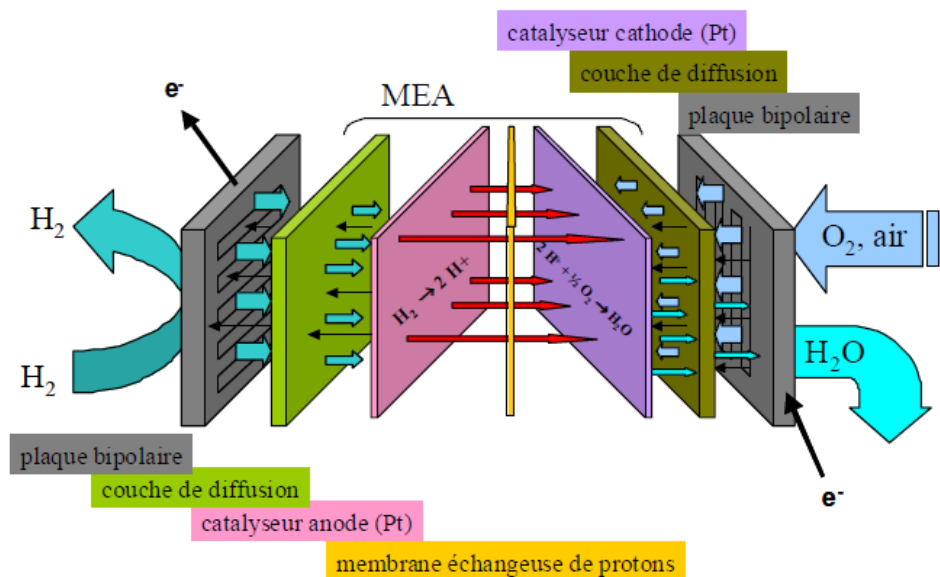 catalyseur cathode (Pt)
couche de diffusion
plaque bipolaire
e-
MEA
H2
O2, air
H2 → 2 H+
2 H+ + ½ O2 → H2O
H2
H2O
plaque bipolaire
couche de diffusion
catalyseur anode (Pt)
membrane échangeuse de protons
e-